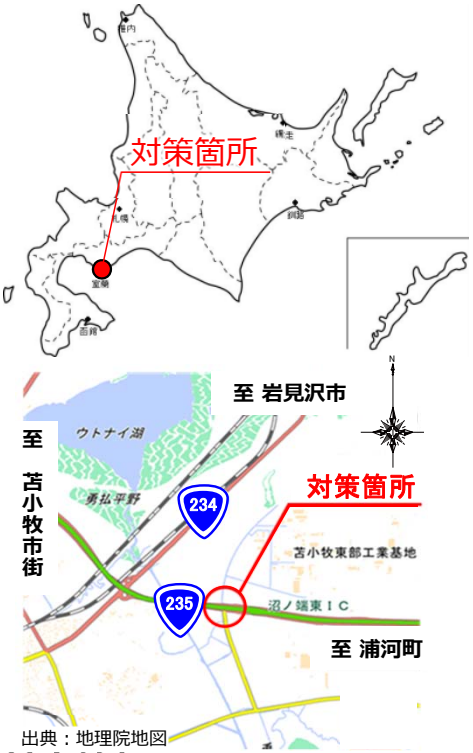 稚内
網走
対策箇所
札幌
釧路
室蘭
函館
N
至 岩見沢市
ウトナイ湖
至 苫小牧市街
対策箇所
勇払平野
234
苫小牧東部工業基地
235
沼ノ端東IC
至 浦河町
出典：地理院地図